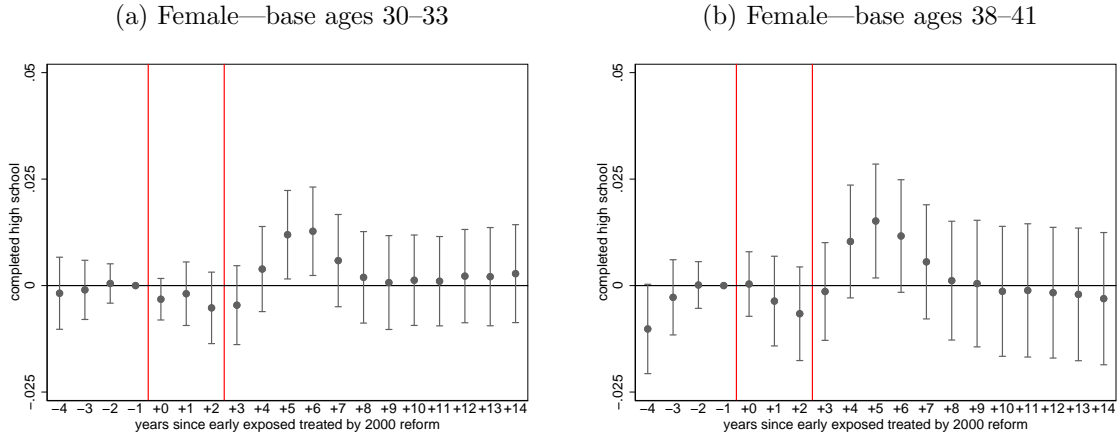 (a) Female—base ages 30–33
(b) Female—base ages 38–41
completed high school
.05
.025
0
-.025
−4 −3 −2 −1 +0 +1 +2 +3 +4 +5 +6 +7 +8 +9 +10 +11 +12 +13 +14
years since early exposed treated by 2000 reform
completed high school
.05
.025
0
-.025
−4 −3 −2 −1 +0 +1 +2 +3 +4 +5 +6 +7 +8 +9 +10 +11 +12 +13 +14
years since early exposed treated by 2000 reform